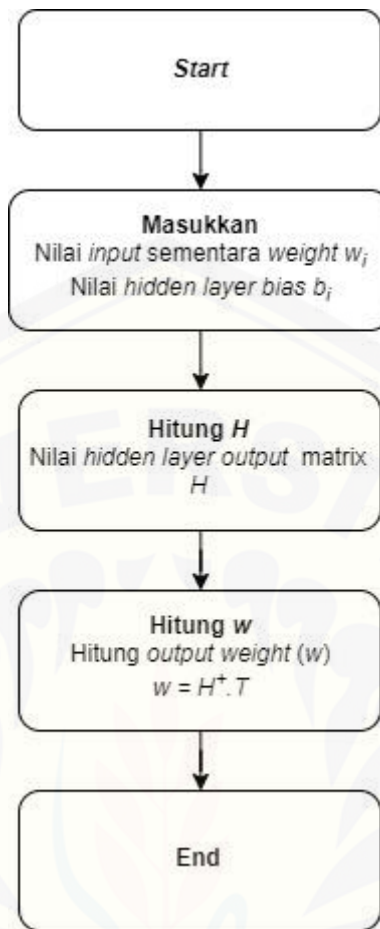 Start
Masukkan
Nilai input sementara weight wᵢ
Nilai hidden layer bias bᵢ
Hitung H
Nilai hidden layer output matrix
H
Hitung w
Hitung output weight (w)
w = H⁺.T
End